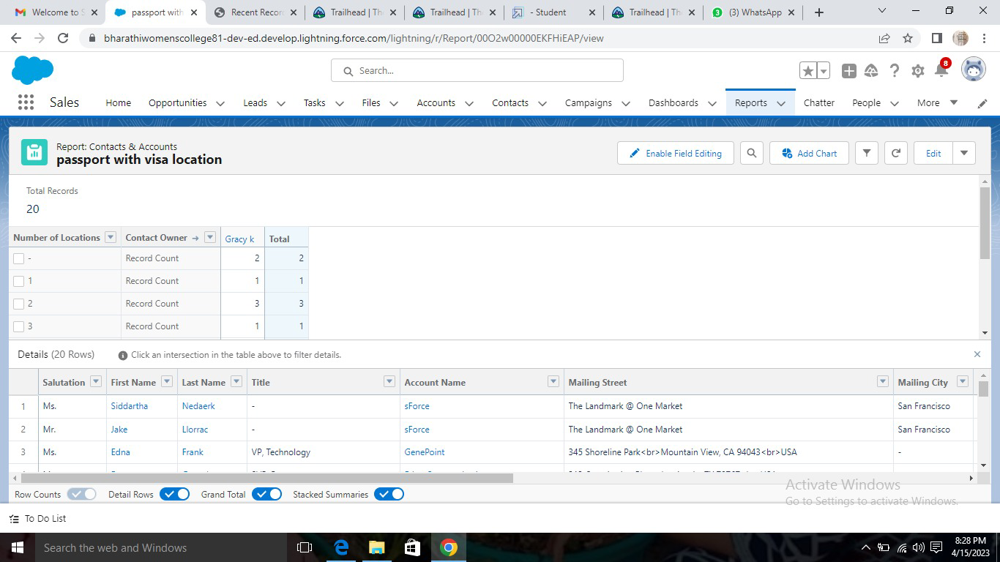 Welcome to S
passport with
Recent Recor
Trailhead | Th
Trailhead | Th
- Student
Trailhead | Th
(3) WhatsApp
bharathiwomenscollege81-dev-ed.develop.lightning.force.com/lightning/r/Report/00O2w00000EKFHiEAP/view
Search...
8
Sales Home Opportunities Leads Tasks Files Accounts Contacts Campaigns Dashboards Reports Chatter People More
Report: Contacts & Accounts
passport with visa location
Enable Field Editing Add Chart Edit
Total Records
20
Number of Locations Contact Owner → Gracy k Total
- Record Count 2 2
1 Record Count 1 1
2 Record Count 3 3
3 Record Count 1 1
Details (20 Rows) Click an intersection in the table above to filter details.
Salutation First Name Last Name Title Account Name Mailing Street Mailing City
1 Ms. Siddartha Nedaerk - sForce The Landmark @ One Market San Francisco
2 Mr. Jake Llorrac - sForce The Landmark @ One Market San Francisco
3 Ms. Edna Frank VP, Technology GenePoint 345 Shoreline Park<br>Mountain View, CA 94043<br>USA -
Row Counts Detail Rows Grand Total Stacked Summaries
Activate Windows
Go to Settings to activate Windows.
To Do List
Search the web and Windows
8:28 PM
4/15/2023